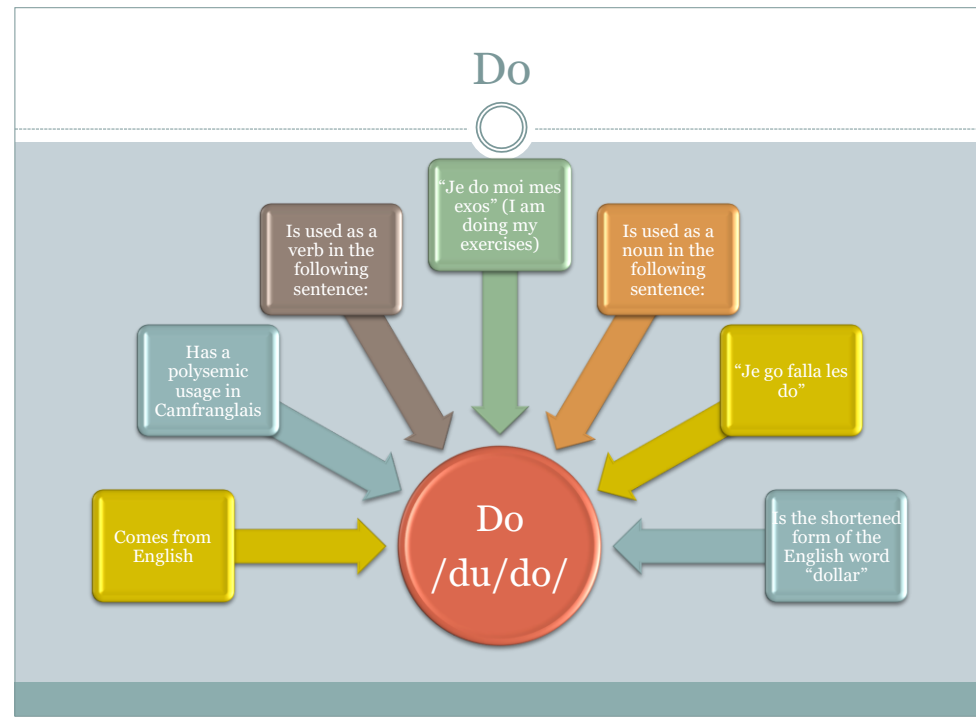 Do
Comes from
English
Has a
polysemic
usage in
Camfranglais
Is used as a
verb in the
following
sentence:
“Je do moi mes
exos” (I am
doing my
exercises)
Is used as a
noun in the
following
sentence:
“Je go falla les
do”
Is the shortened
form of the
English word
“dollar”
Do
/du/do/